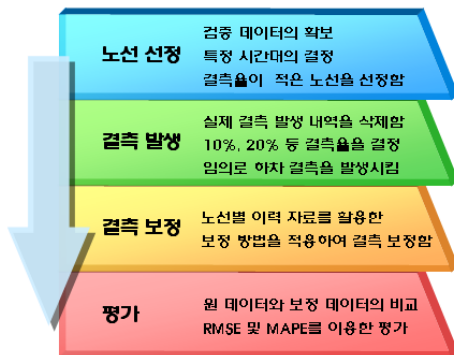 노선 선정
검증 데이터의 확보
특정 시간대의 결정
결측율이 적은 노선을 선정함
결측 발생
실제 결측 발생 내역을 삭제함
10%, 20% 등 결측율을 결정
임의로 하차 결측을 발생시킴
결측 보정
노선별 이력 자료를 활용한
보정 방법을 적용하여 결측 보정함
평가
원 데이터와 보정 데이터의 비교
RMSE 및 MAPE를 이용한 평가